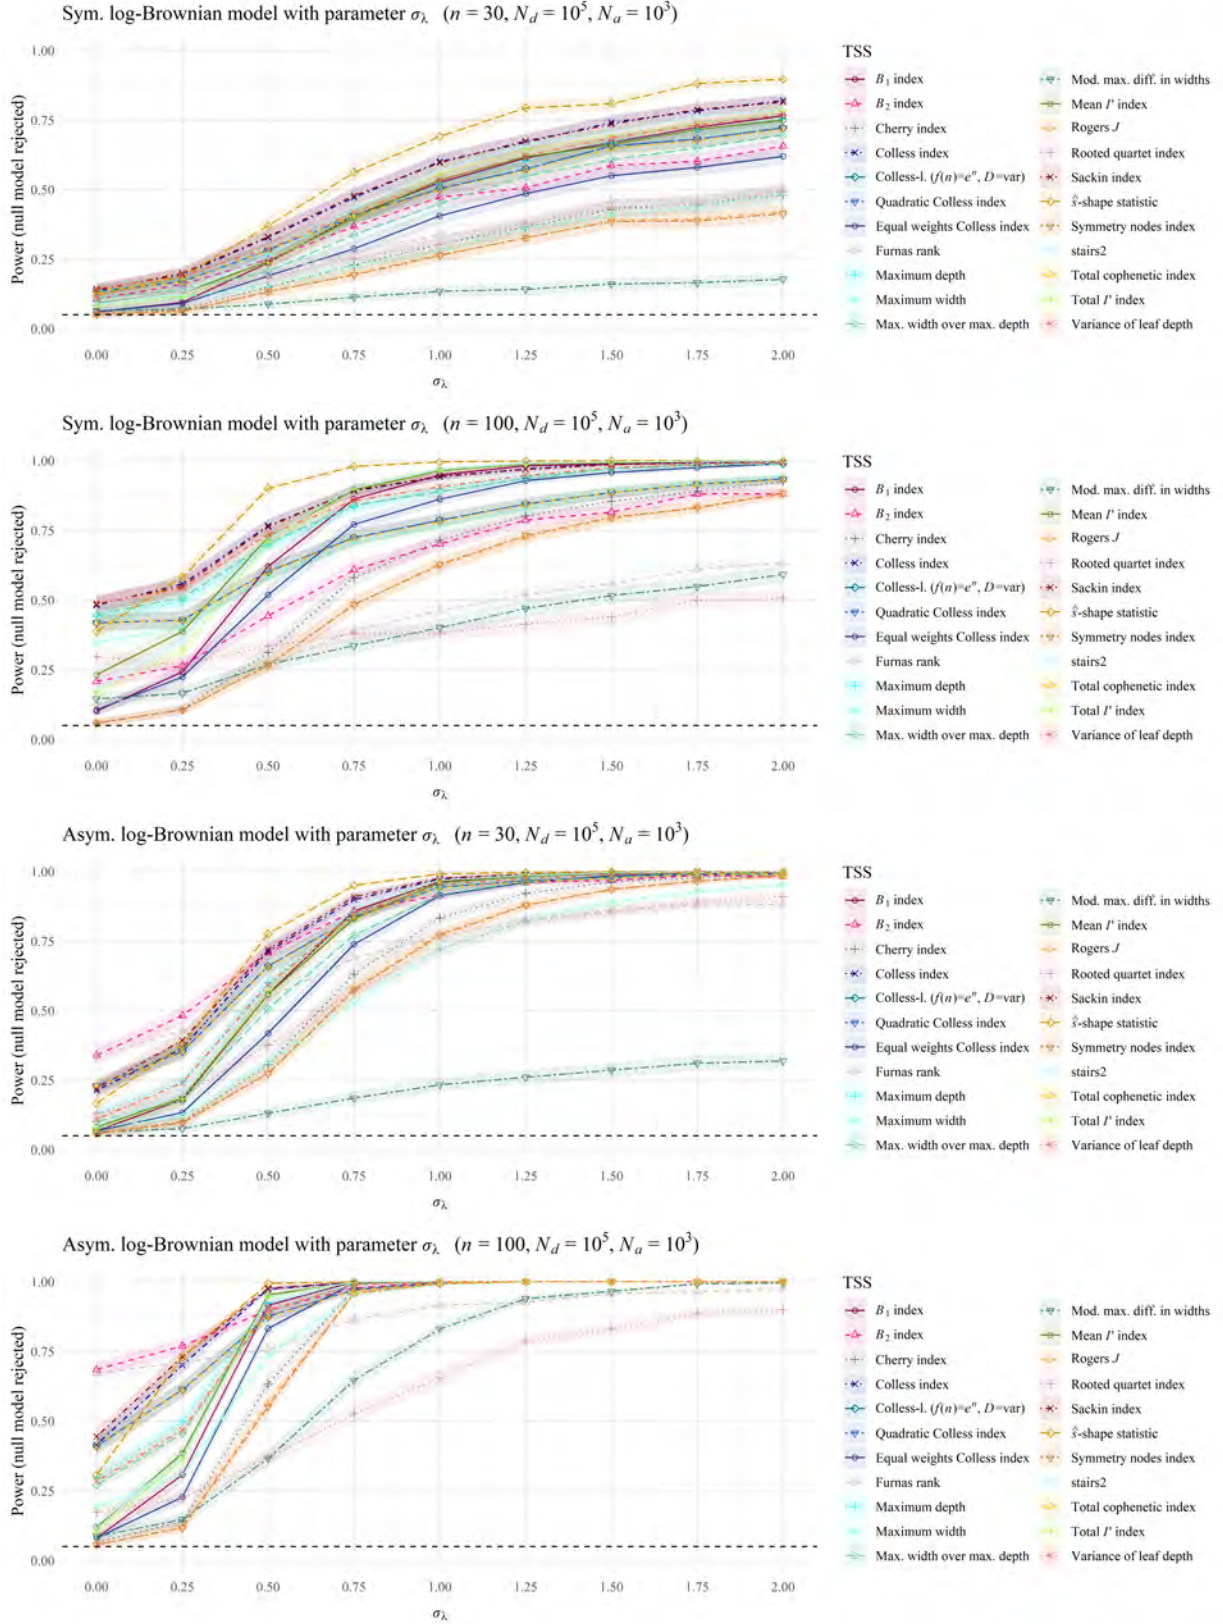 Sym. log-Brownian model with parameter σλ (n = 30, Nd = 10⁵, Na = 10³)
Power (null model rejected)
1.00
0.75
0.50
0.25
0.00
0.00 0.25 0.50 0.75 1.00 1.25 1.50 1.75 2.00
σλ
TSS
B₁ index
B₂ index
Cherry index
Colless index
Colless-l. (f(n)=eⁿ, D=var)
Quadratic Colless index
Equal weights Colless index
Furnas rank
Maximum depth
Maximum width
Max. width over max. depth
Mod. max. diff. in widths
Mean I' index
Rogers J
Rooted quartet index
Sackin index
ŝ-shape statistic
Symmetry nodes index
stairs2
Total cophenetic index
Total I' index
Variance of leaf depth
Sym. log-Brownian model with parameter σλ (n = 100, Nd = 10⁵, Na = 10³)
Power (null model rejected)
1.00
0.75
0.50
0.25
0.00
0.00 0.25 0.50 0.75 1.00 1.25 1.50 1.75 2.00
σλ
TSS
B₁ index
B₂ index
Cherry index
Colless index
Colless-l. (f(n)=eⁿ, D=var)
Quadratic Colless index
Equal weights Colless index
Furnas rank
Maximum depth
Maximum width
Max. width over max. depth
Mod. max. diff. in widths
Mean I' index
Rogers J
Rooted quartet index
Sackin index
ŝ-shape statistic
Symmetry nodes index
stairs2
Total cophenetic index
Total I' index
Variance of leaf depth
Asym. log-Brownian model with parameter σλ (n = 30, Nd = 10⁵, Na = 10³)
Power (null model rejected)
1.00
0.75
0.50
0.25
0.00
0.00 0.25 0.50 0.75 1.00 1.25 1.50 1.75 2.00
σλ
TSS
B₁ index
B₂ index
Cherry index
Colless index
Colless-l. (f(n)=eⁿ, D=var)
Quadratic Colless index
Equal weights Colless index
Furnas rank
Maximum depth
Maximum width
Max. width over max. depth
Mod. max. diff. in widths
Mean I' index
Rogers J
Rooted quartet index
Sackin index
ŝ-shape statistic
Symmetry nodes index
stairs2
Total cophenetic index
Total I' index
Variance of leaf depth
Asym. log-Brownian model with parameter σλ (n = 100, Nd = 10⁵, Na = 10³)
Power (null model rejected)
1.00
0.75
0.50
0.25
0.00
0.00 0.25 0.50 0.75 1.00 1.25 1.50 1.75 2.00
σλ
TSS
B₁ index
B₂ index
Cherry index
Colless index
Colless-l. (f(n)=eⁿ, D=var)
Quadratic Colless index
Equal weights Colless index
Furnas rank
Maximum depth
Maximum width
Max. width over max. depth
Mod. max. diff. in widths
Mean I' index
Rogers J
Rooted quartet index
Sackin index
ŝ-shape statistic
Symmetry nodes index
stairs2
Total cophenetic index
Total I' index
Variance of leaf depth